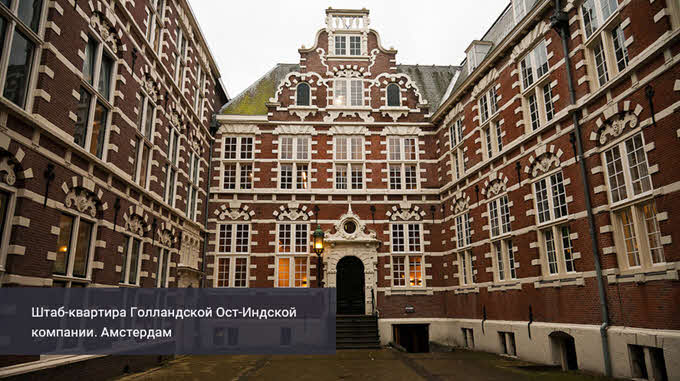 Штаб-квартира Голландской Ост-Индской
компании. Амстердам